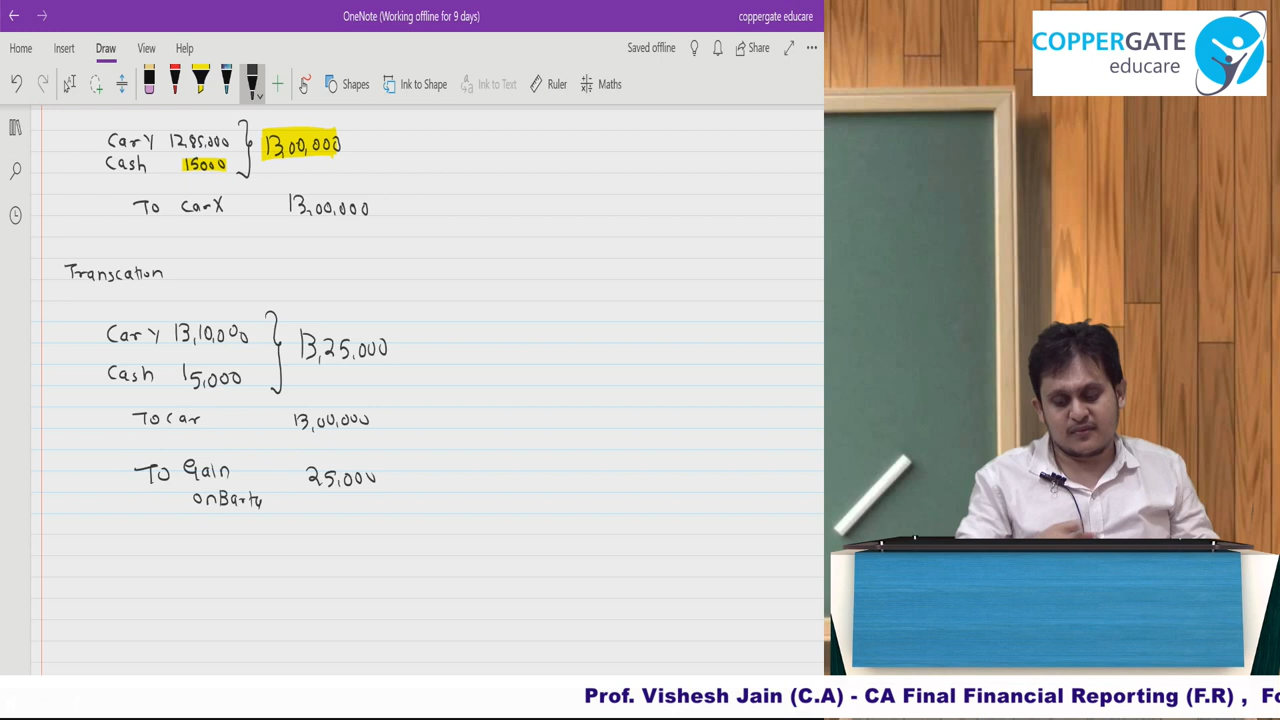 OneNote (Working offline for 9 days)
coppergate educare
Home Insert Draw View Help
Saved offline Share
Shapes Ink to Shape Ink to Text Ruler Maths
COPPERGATE
educare
Car Y 1285,000
Cash 15000
13,00,000
To CarX 13,00,000
Transcation
Car Y 13,10,000
Cash 15,000
13,25,000
To Car 13,00,000
To Gain 25,000
on Barty
Prof. Vishesh Jain (C.A) - CA Final Financial Reporting (F.R) , Fo